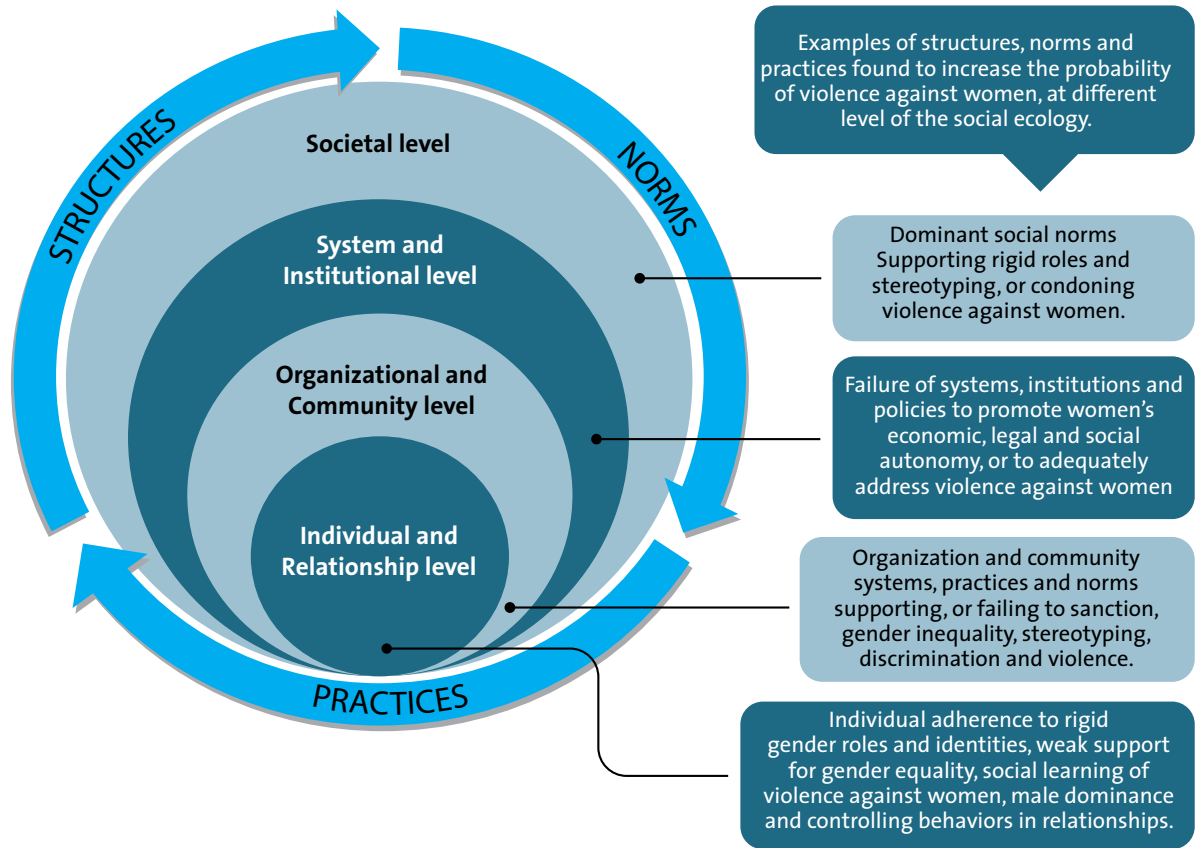 STRUCTURES
NORMS
PRACTICES
Societal level
System and
Institutional level
Organizational and
Community level
Individual and
Relationship level
Examples of structures, norms and
practices found to increase the probability
of violence against women, at different
level of the social ecology.
Dominant social norms
Supporting rigid roles and
stereotyping, or condoning
violence against women.
Failure of systems, institutions and
policies to promote women’s
economic, legal and social
autonomy, or to adequately
address violence against women
Organization and community
systems, practices and norms
supporting, or failing to sanction,
gender inequality, stereotyping,
discrimination and violence.
Individual adherence to rigid
gender roles and identities, weak support
for gender equality, social learning of
violence against women, male dominance
and controlling behaviors in relationships.